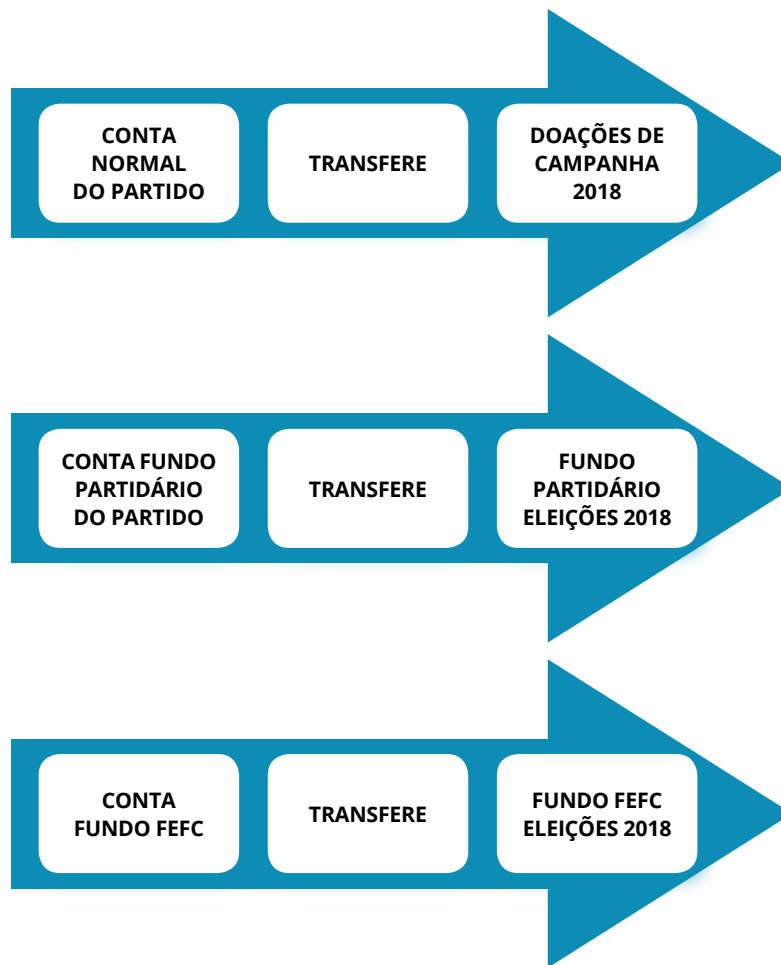 CONTA
NORMAL
DO PARTIDO
TRANSFERE
DOAÇÕES DE
CAMPANHA
2018
CONTA FUNDO
PARTIDÁRIO
DO PARTIDO
TRANSFERE
FUNDO
PARTIDÁRIO
ELEIÇÕES 2018
CONTA
FUNDO FEFC
TRANSFERE
FUNDO FEFC
ELEIÇÕES 2018